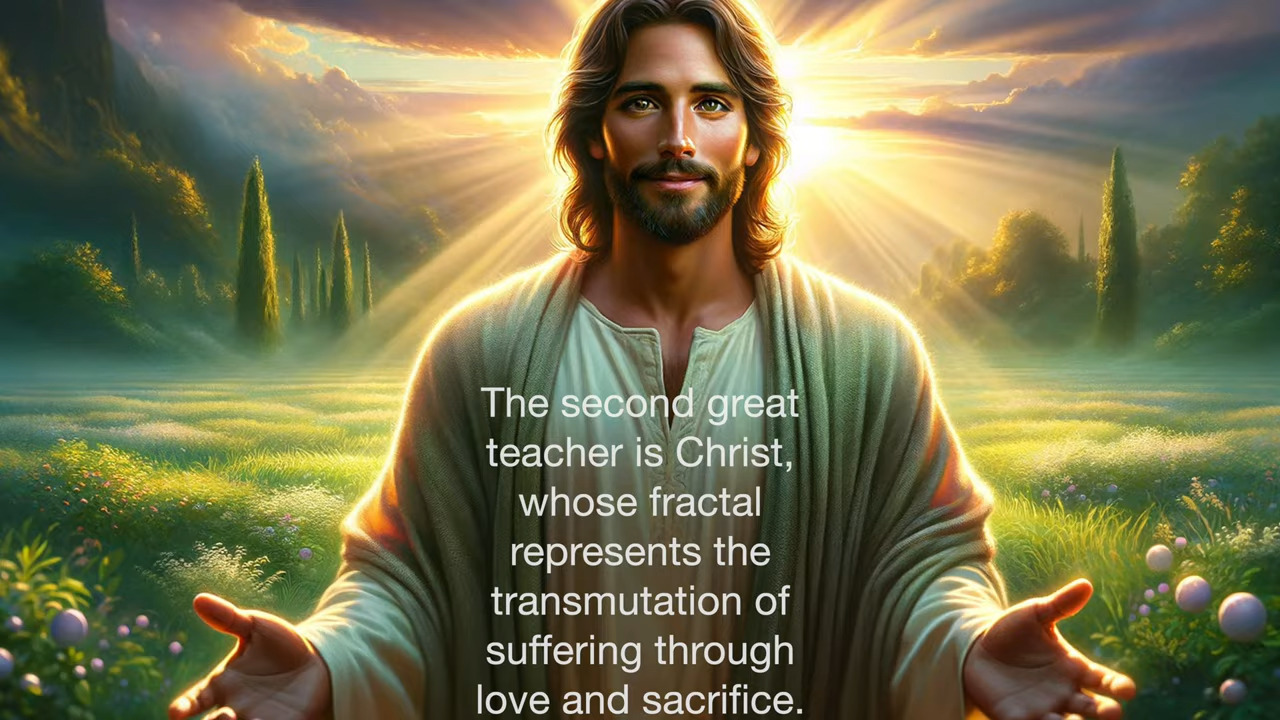 The second great
teacher is Christ,
whose fractal
represents the
transmutation of
suffering through
love and sacrifice.